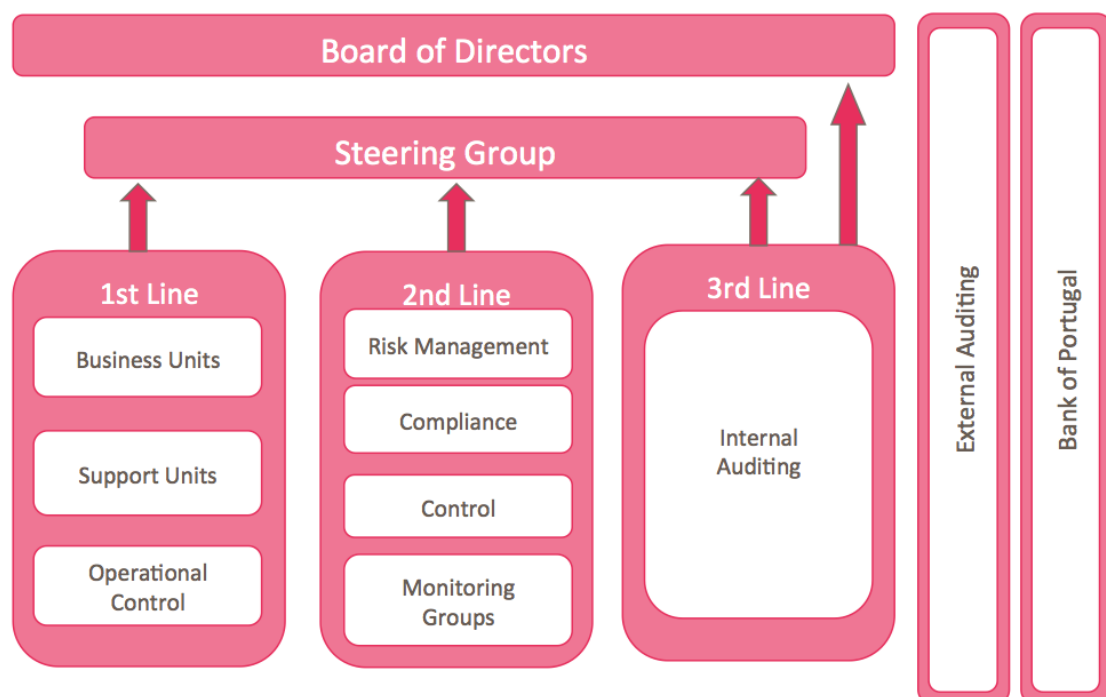 Board of Directors
Steering Group
1st Line
Business Units
Support Units
Operational
Control
2nd Line
Risk Management
Compliance
Control
Monitoring
Groups
3rd Line
Internal
Auditing
External Auditing
Bank of Portugal